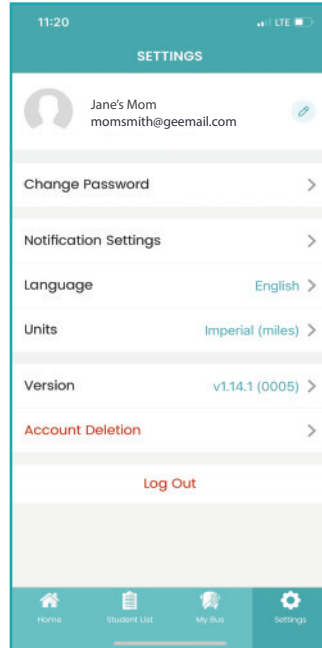 11:20
LTE
SETTINGS
Jane's Mom
momsmith@geemail.com
Change Password
Notification Settings
Language English
Units Imperial (miles)
Version v1.14.1 (0005)
Account Deletion
Log Out
Home Student List My Bus Settings